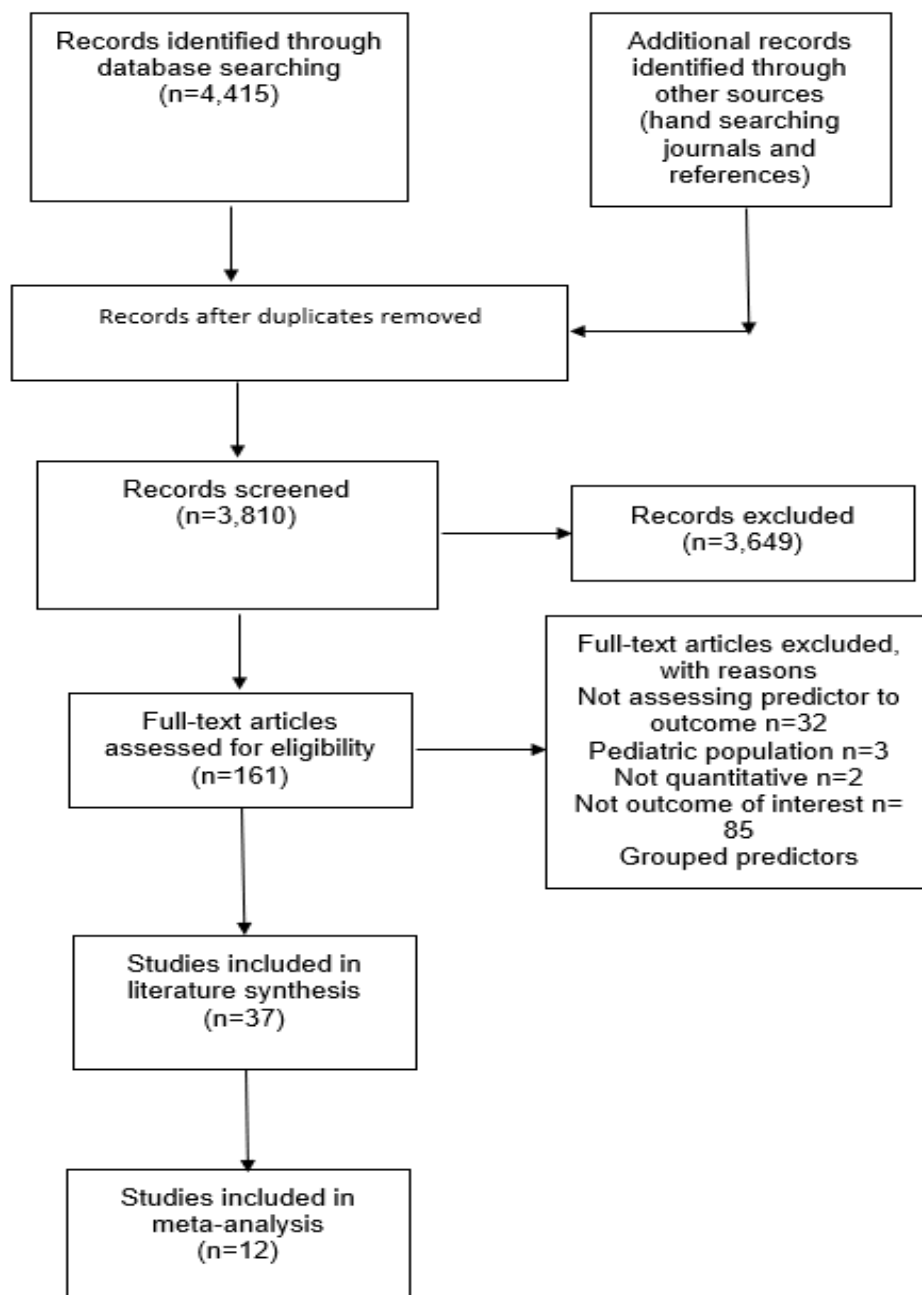 Records identified through
database searching
(n=4,415)
Additional records
identified through
other sources
(hand searching
journals and
references)
Records after duplicates removed
Records screened
(n=3,810)
Records excluded
(n=3,649)
Full-text articles
assessed for eligibility
(n=161)
Full-text articles excluded,
with reasons
Not assessing predictor to
outcome n=32
Pediatric population n=3
Not quantitative n=2
Not outcome of interest n=
85
Grouped predictors
Studies included in
literature synthesis
(n=37)
Studies included in
meta-analysis
(n=12)